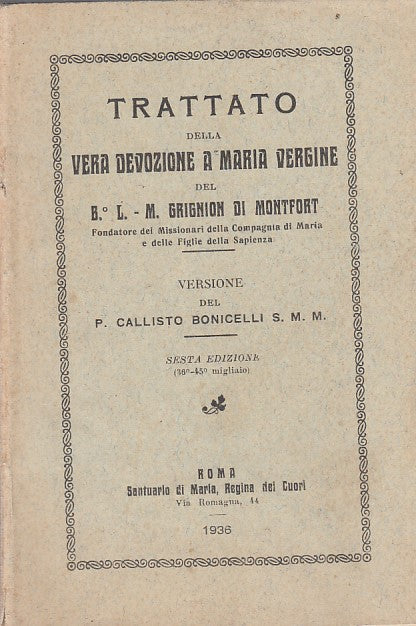 TRATTATO
DELLA
VERA DEVOZIONE A MARIA VERGINE
DEL
B.º L. - M. GRIGNION DI MONTFORT
Fondatore dei Missionari della Compagnia di Maria
e delle Figlie della Sapienza
VERSIONE
DEL
P. CALLISTO BONICELLI S. M. M.
SESTA EDIZIONE
(36º-45º migliaio)
ROMA
Santuario di Maria, Regina dei Cuori
Via Romagna, 44
1936